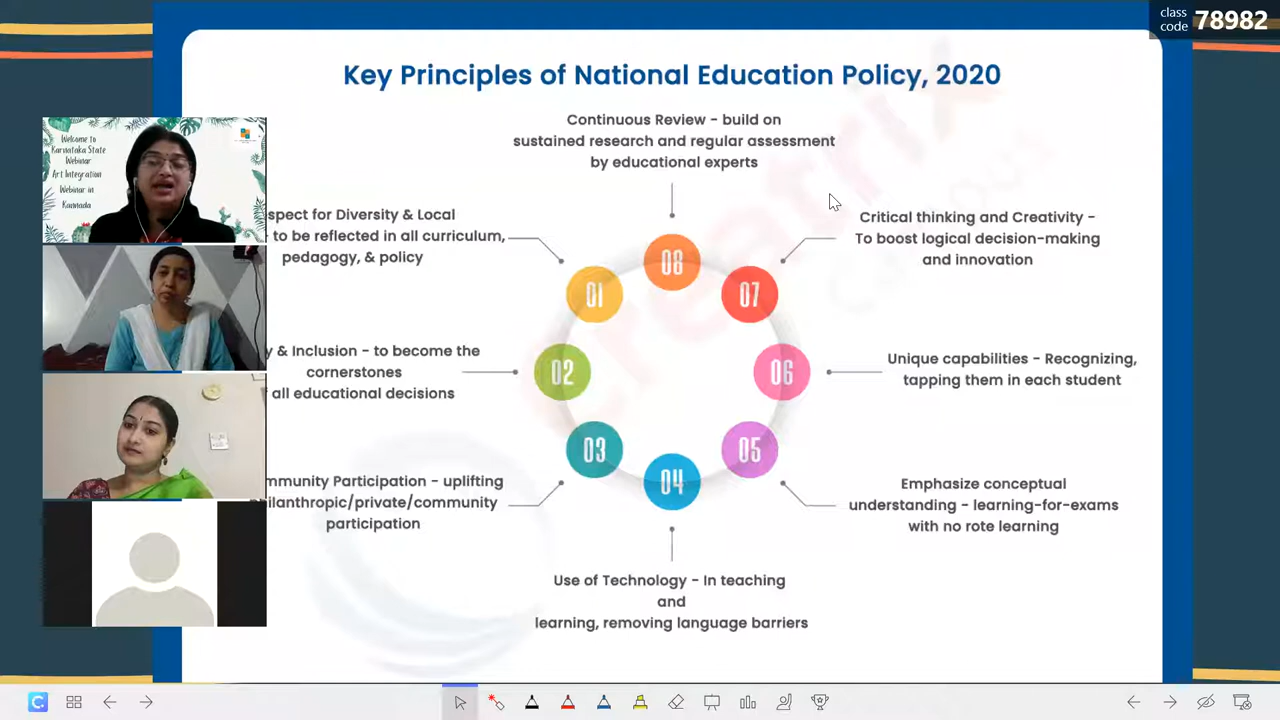 class
code 78982
Key Principles of National Education Policy, 2020
Continuous Review - build on
sustained research and regular assessment
by educational experts
Welcome to
Karnataka State
Webinar
Art Integration
Webinar in
Kannada
spect for Diversity & Local
- to be reflected in all curriculum,
pedagogy, & policy
Critical thinking and Creativity -
To boost logical decision-making
and innovation
08
01
07
y & Inclusion - to become the
cornerstones
f all educational decisions
02
06
Unique capabilities - Recognizing,
tapping them in each student
03
05
04
mmunity Participation - uplifting
hilanthropic/private/community
participation
Emphasize conceptual
understanding - learning-for-exams
with no rote learning
Use of Technology - In teaching
and
learning, removing language barriers